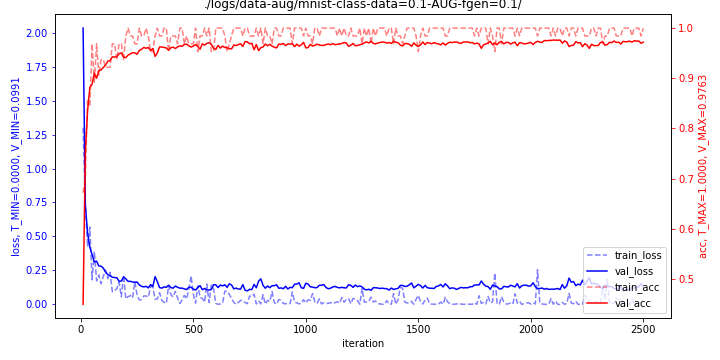 ./logs/data-aug/mnist-class-data=0.1-AUG-fgen=0.1/
loss, T_MIN=0.0000, V_MIN=0.0991
2.00
1.75
1.50
1.25
1.00
0.75
0.50
0.25
0.00
acc, T_MAX=1.0000, V_MAX=0.9763
1.0
0.9
0.8
0.7
0.6
0.5
train_loss
val_loss
train_acc
val_acc
0
500
1000
1500
2000
2500
iteration